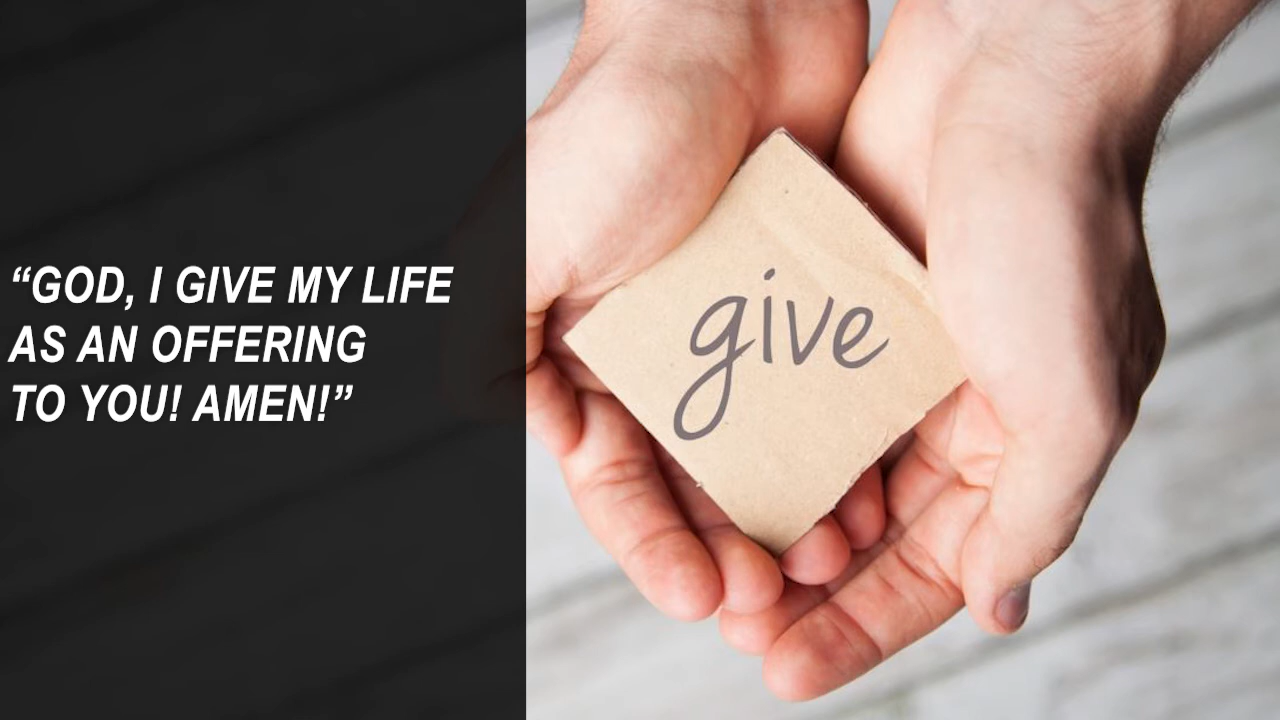 “GOD, I GIVE MY LIFE
AS AN OFFERING
TO YOU! AMEN!”
give